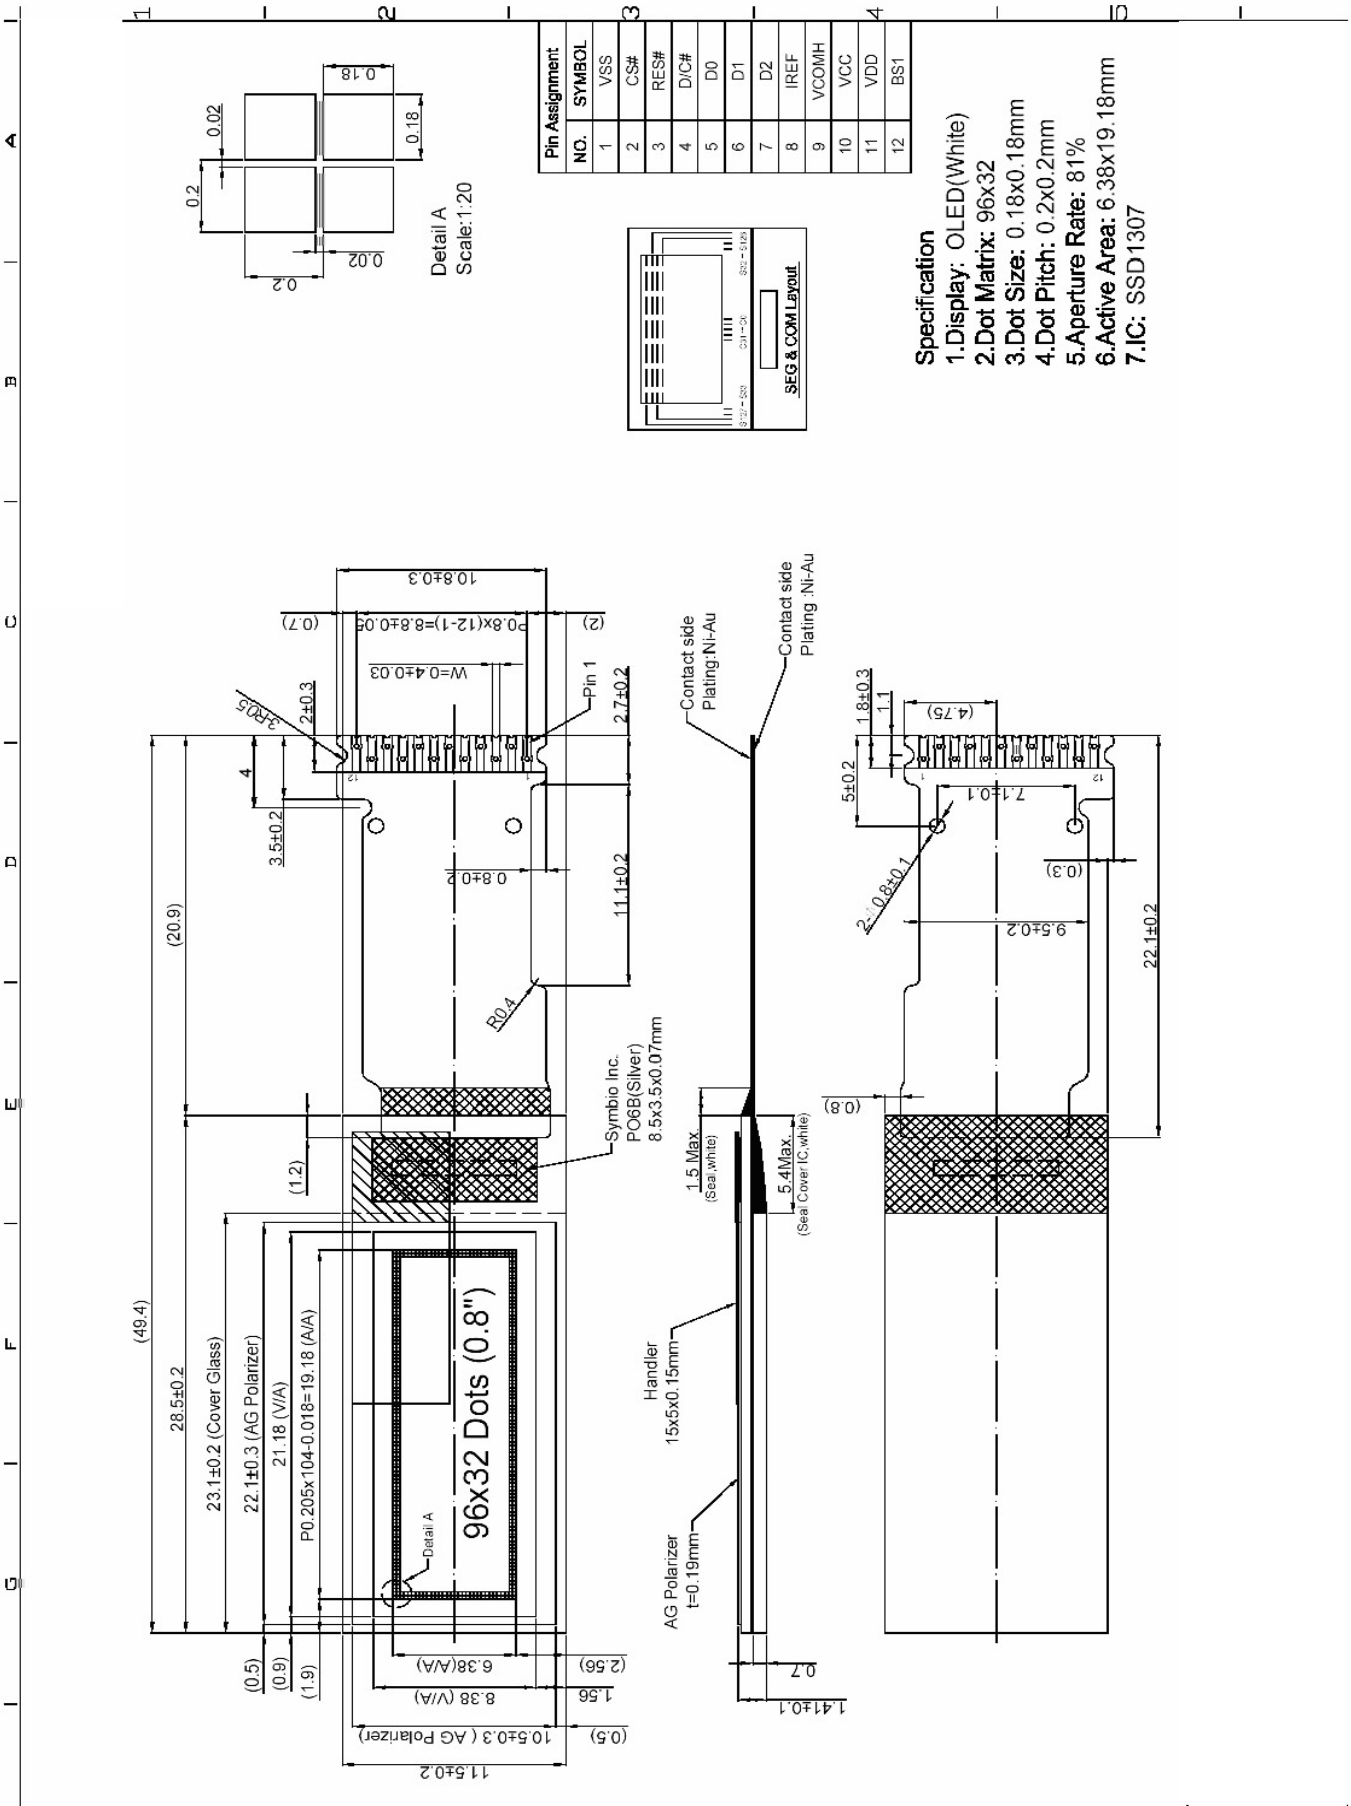 1
2
3
4
5
A
B
C
D
E
F
G
0.18
0.02
0.18
0.2
0.02
0.2
Detail A
Scale:1:20
Pin Assignment
NO. SYMBOL
1 VSS
2 CS#
3 RES#
4 D/C#
5 D0
6 D1
7 D2
8 IREF
9 VCOMH
10 VCC
11 VDD
12 BS1
SEG & COM Layout
Specification
1.Display: OLED(White)
2.Dot Matrix: 96x32
3.Dot Size: 0.18x0.18mm
4.Dot Pitch: 0.2x0.2mm
5.Aperture Rate: 81%
6.Active Area: 6.38x19.18mm
7.IC: SSD1307
10.8±0.3
(0.7)
P0.8x(12-1)=8.8±0.05
(2)
W=0.4±0.03
3-R0.5
2±0.3
Pin 1
2.7±0.2
4
3.5±0.2
12
1
0.8±0.2
11.1±0.2
(20.9)
R0.4
Symbio Inc.
PO6B(Silver)
8.5x3.5x0.07mm
(1.2)
(49.4)
28.5±0.2
23.1±0.2 (Cover Glass)
22.1±0.3 (AG Polarizer)
21.18 (V/A)
P0.205x104-0.018=19.18 (A/A)
96x32 Dots (0.8")
Detail A
(0.5)
(0.9)
(1.9)
6.38(A/A)
(2.56)
8.38 (V/A)
1.56
10.5±0.3 ( AG Polarizer)
(0.5)
11.5±0.2
Contact side
Plating:Ni-Au
Contact side
Plating :Ni-Au
1.5 Max.
(Seal,white)
5.4Max.
(Seal Cover IC,white)
Handler
15x5x0.15mm
AG Polarizer
t=0.19mm
0.7
1.41±0.1
1.8±0.3
1.1
(4.75)
5±0.2
1
12
7.1±0.1
0.8±0.1
(0.3)
9.5±0.2
22.1±0.2
(0.8)